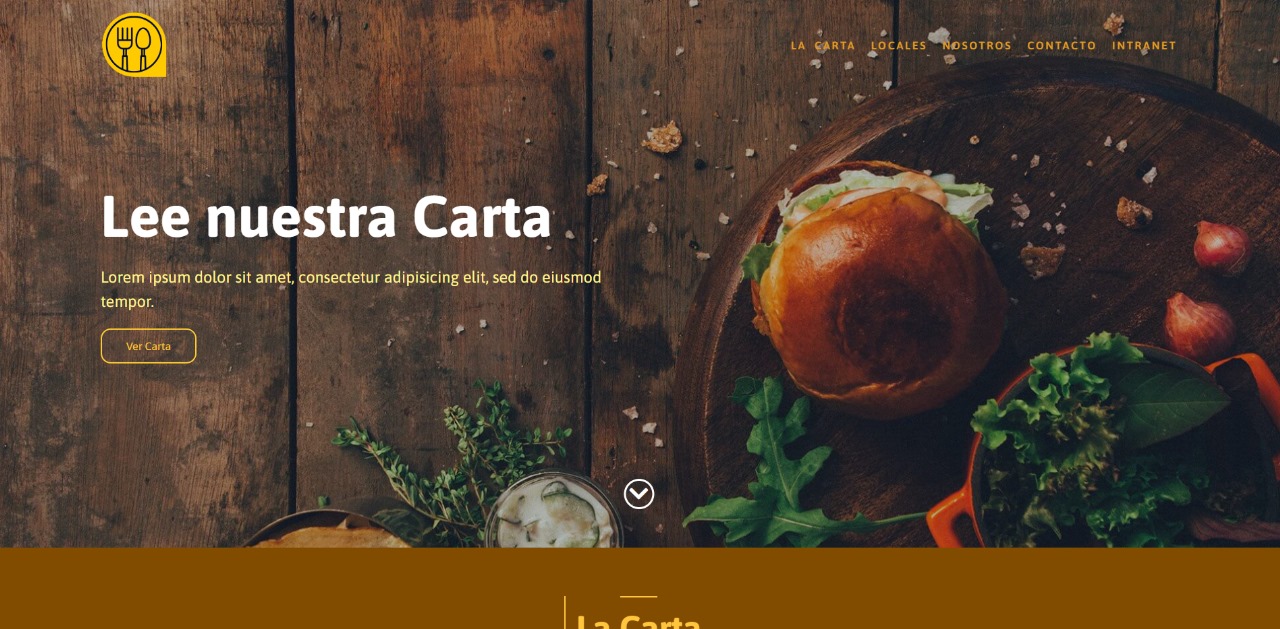 LA CARTA LOCALES NOSOTROS CONTACTO INTRANET
Lee nuestra Carta
Lorem ipsum dolor sit amet, consectetur adipisicing elit, sed do eiusmod
tempor.
Ver Carta
La Carta